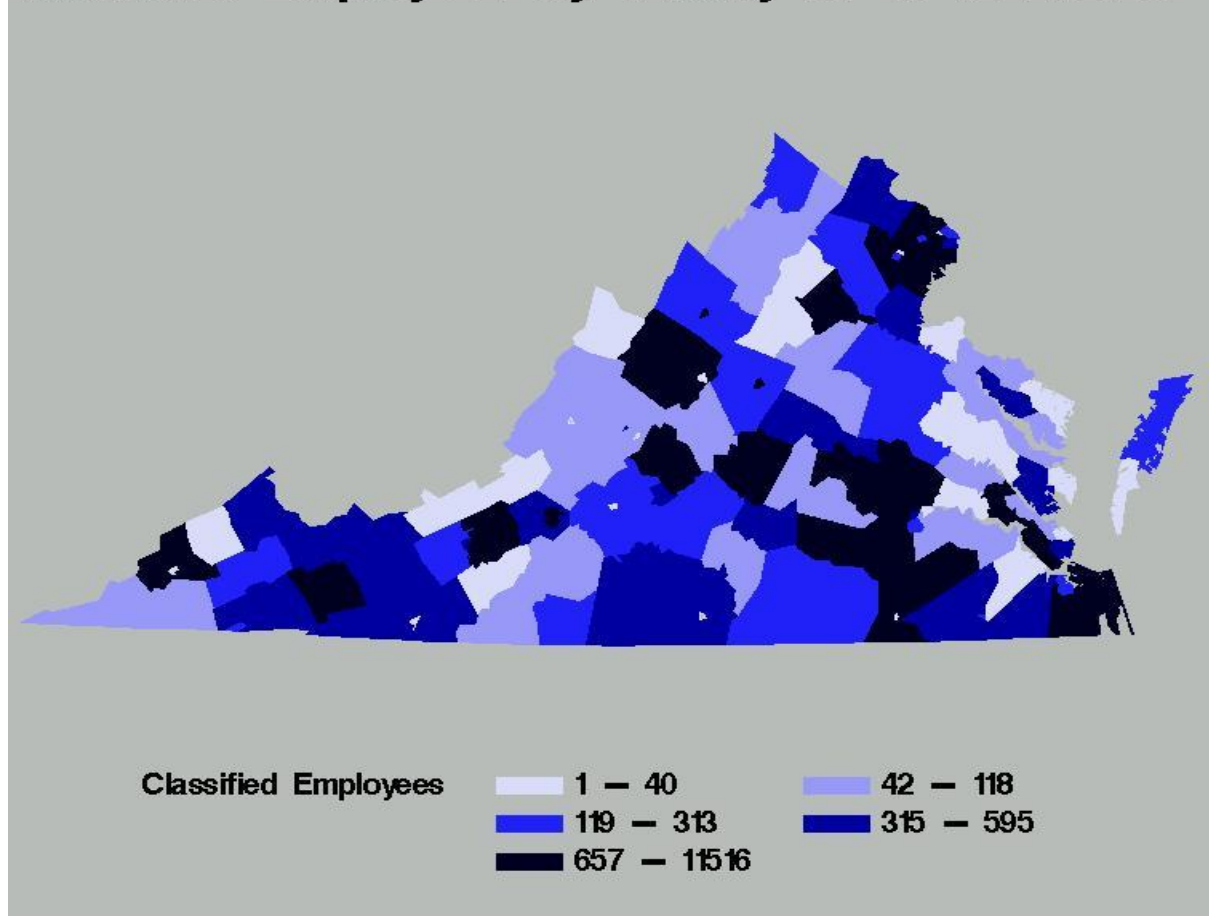 Classified Employees 1 – 40 42 – 118
119 – 313 315 – 595
657 – 11516